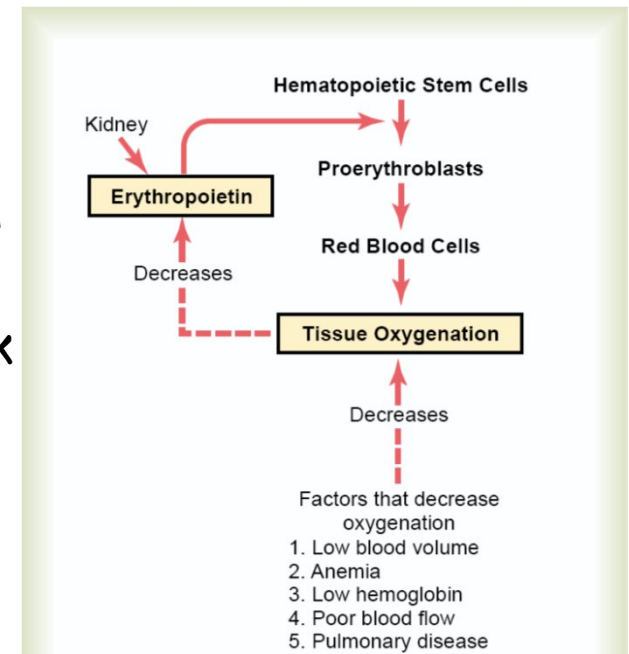 Hematopoietic Stem Cells
Kidney
Proerythroblasts
Erythropoietin
Red Blood Cells
Decreases
Tissue Oxygenation
Decreases
Factors that decrease
oxygenation
1. Low blood volume
2. Anemia
3. Low hemoglobin
4. Poor blood flow
5. Pulmonary disease